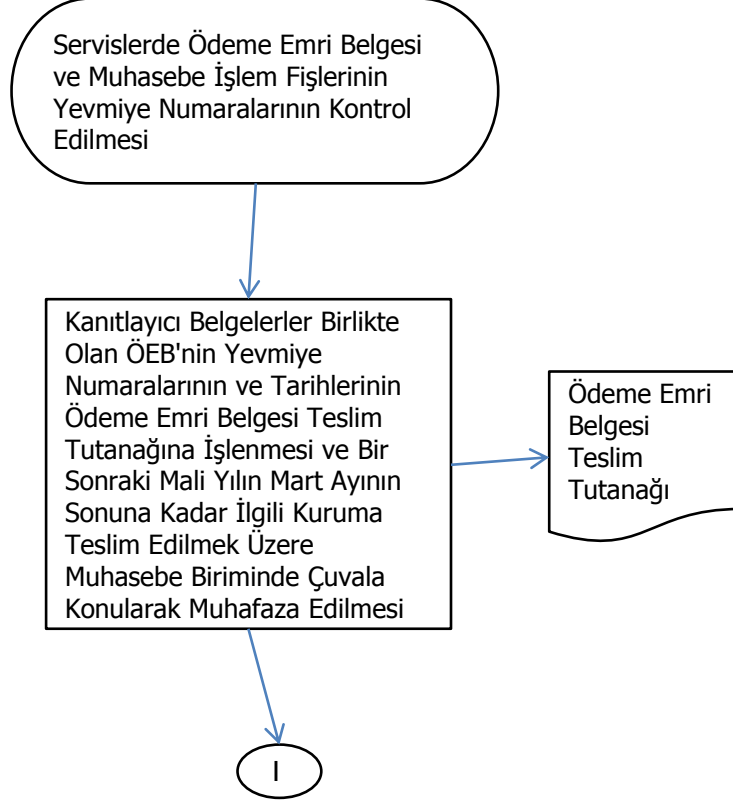 Servislerde Ödeme Emri Belgesi
ve Muhasebe İşlem Fişlerinin
Yevmiye Numaralarının Kontrol
Edilmesi
Kanıtlayıcı Belgelerler Birlikte
Olan ÖEB'nin Yevmiye
Numaralarının ve Tarihlerinin
Ödeme Emri Belgesi Teslim
Tutanağına İşlenmesi ve Bir
Sonraki Mali Yılın Mart Ayının
Sonuna Kadar İlgili Kuruma
Teslim Edilmek Üzere
Muhasebe Biriminde Çuvala
Konularak Muhafaza Edilmesi
Ödeme Emri
Belgesi
Teslim
Tutanağı
I